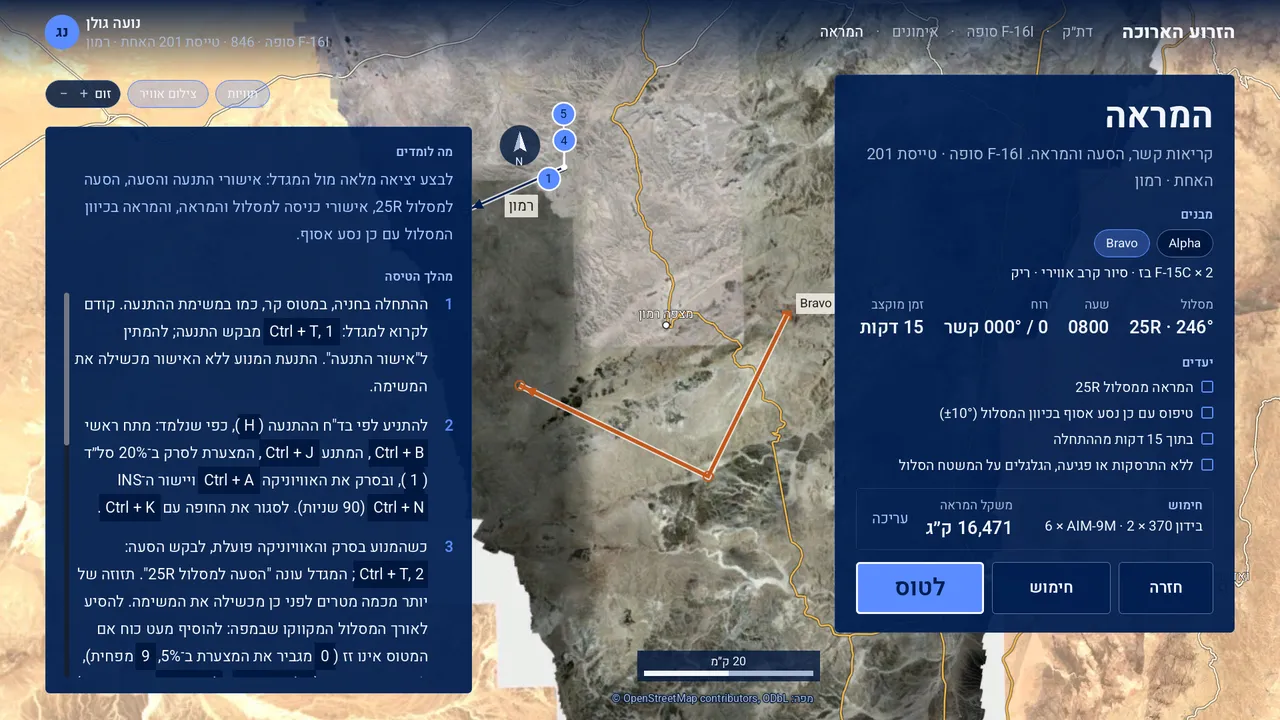 הזרוע הארוכה
דת״ק · F-16I סופה · אימונים · המראה
נועה גולן
F-16I סופה · 846 · טייסת 201 האחת · רמון
נג
המראה
קריאות קשר, הסעה והמראה. F-16I סופה · טייסת 201
האחת · רמון
מבנים
Alpha
Bravo
2 × F-15C בז · סיור קרב אווירי · ריק
מסלול
שעה
רוח
זמן מוקצב
25R · 246°
0800
000° / 0 קשר
15 דקות
יעדים
המראה ממסלול 25R
טיפוס עם כן נסע אסוף בכיוון המסלול (±10°)
בתוך 15 דקות מההתחלה
ללא התרסקות או פגיעה, הגלגלים על המשטח הסלול
חימוש
6 × AIM-9M · 2 × 370 בידון
משקל המראה
16,471 ק״ג
עריכה
חזרה
חימוש
לטוס
תוויות
צילום אוויר
זום + −
5
4
1
N
רמון
מצפה רמון
Bravo
20 ק״מ
מפה: OpenStreetMap contributors, ODbL ©
מה לומדים
לבצע יציאה מלאה מול המגדל: אישורי התנעה והסעה, הסעה
למסלול 25R, אישורי כניסה למסלול והמראה, והמראה בכיוון
המסלול עם כן נסע אסוף.
מהלך הטיסה
1 ההתחלה בחניה, במטוס קר, כמו במשימת ההתנעה. קודם
לקרוא למגדל: Ctrl + T, 1 מבקש התנעה; להמתין
ל"אישור התנעה". התנעת המנוע ללא האישור מכשילה את
המשימה.
2 להתניע לפי בד"ח ההתנעה ( H ), כפי שנלמד: מתח ראשי
Ctrl + B , המתנע Ctrl + J , המצערת לסרק ב־20% סל״ד
( 1 ), ובסרק את האוויוניקה Ctrl + A ויישור ה־INS
Ctrl + N (90 שניות). לסגור את החופה עם Ctrl + K .
3 כשהמנוע בסרק והאוויוניקה פועלת, לבקש הסעה:
Ctrl + T, 2 ; המגדל עונה "הסעה למסלול 25R". תזוזה של
יותר מכמה מטרים לפני כן מכשילה את המשימה. להסיע
לאורך המסלול המקווקו שבמפה: להוסיף מעט כוח אם
המטוס אינו זז ( 0 מגביר את המצערת ב־5%, 9 מפחית),